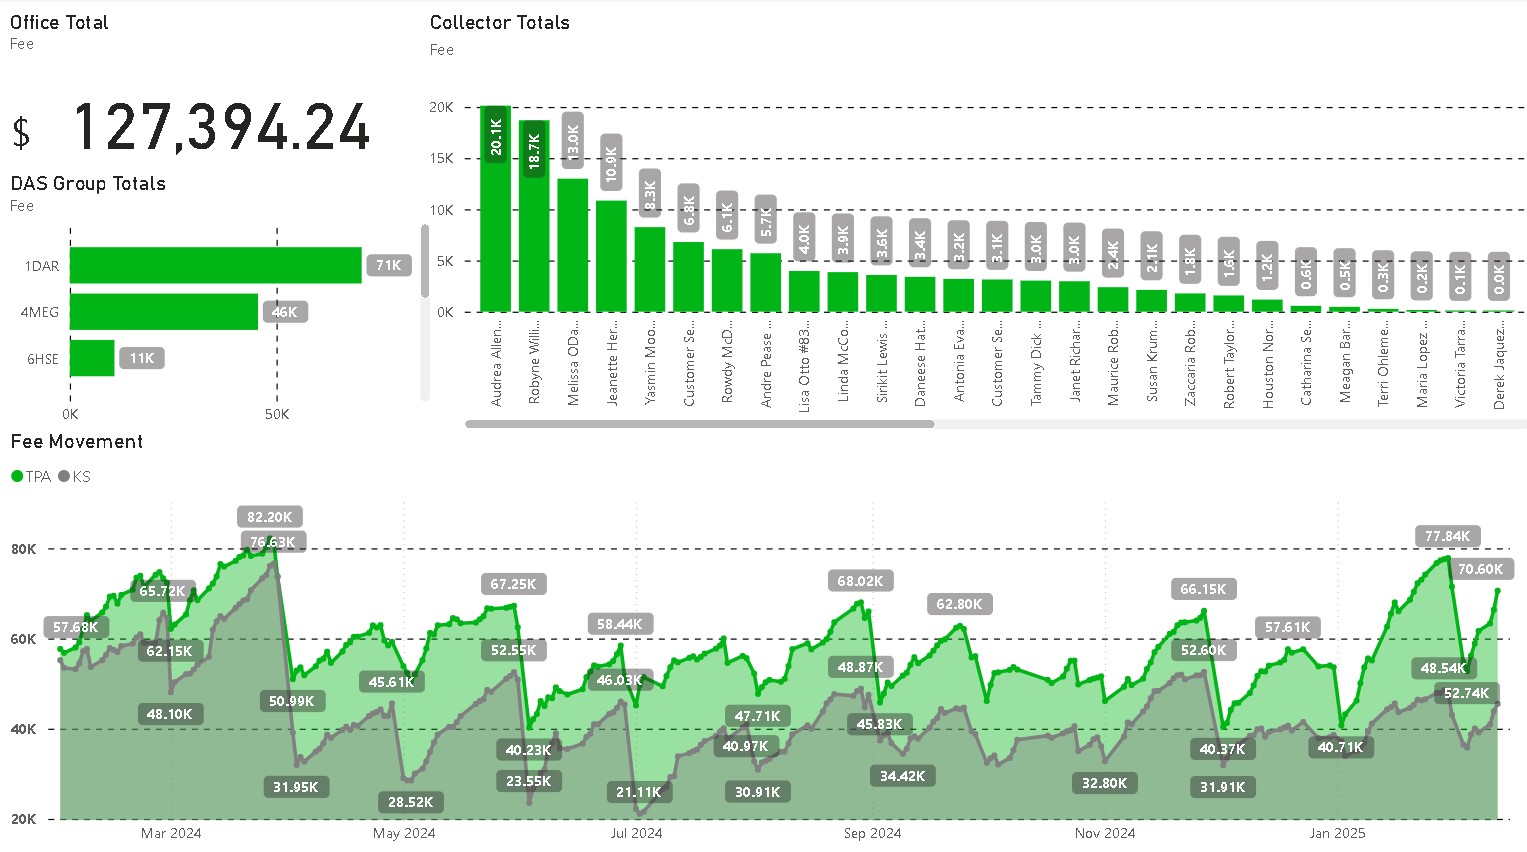 Office Total
Fee
$ 127,394.24
DAS Group Totals
Fee
1DAR 71K
4MEG 46K
6HSE 11K
0K 50K
Collector Totals
Fee
20K
15K
10K
5K
0K
20.1K
18.7K
13.0K
10.9K
8.3K
6.8K
6.1K
5.7K
4.0K
3.9K
3.6K
3.4K
3.2K
3.1K
3.0K
3.0K
2.4K
2.1K
1.8K
1.6K
1.2K
0.6K
0.5K
0.3K
0.2K
0.1K
0.0K
Audrea Allen...
Robyne Willi...
Melissa ODa...
Jeanette Her...
Yasmin Moo...
Customer Se...
Rowdy McD...
Andre Pease ...
Lisa Otto #83...
Linda McCo...
Sirikit Lewis ...
Daneese Hat...
Antonia Eva...
Customer Se...
Tammy Dick ...
Janet Richar...
Maurice Rob...
Susan Krum...
Zaccaria Rob...
Robert Taylor...
Houston Nor...
Catharina Se...
Meagan Bar...
Terri Ohleme...
Maria Lopez ...
Victoria Tarra...
Derek Jaquez...
Fee Movement
TPA KS
80K
60K
40K
20K
57.68K
65.72K
62.15K
48.10K
82.20K
76.63K
50.99K
31.95K
45.61K
28.52K
67.25K
52.55K
40.23K
23.55K
58.44K
46.03K
21.11K
47.71K
40.97K
30.91K
68.02K
48.87K
45.83K
34.42K
62.80K
32.80K
66.15K
52.60K
40.37K
31.91K
57.61K
40.71K
77.84K
70.60K
48.54K
52.74K
Mar 2024 May 2024 Jul 2024 Sep 2024 Nov 2024 Jan 2025